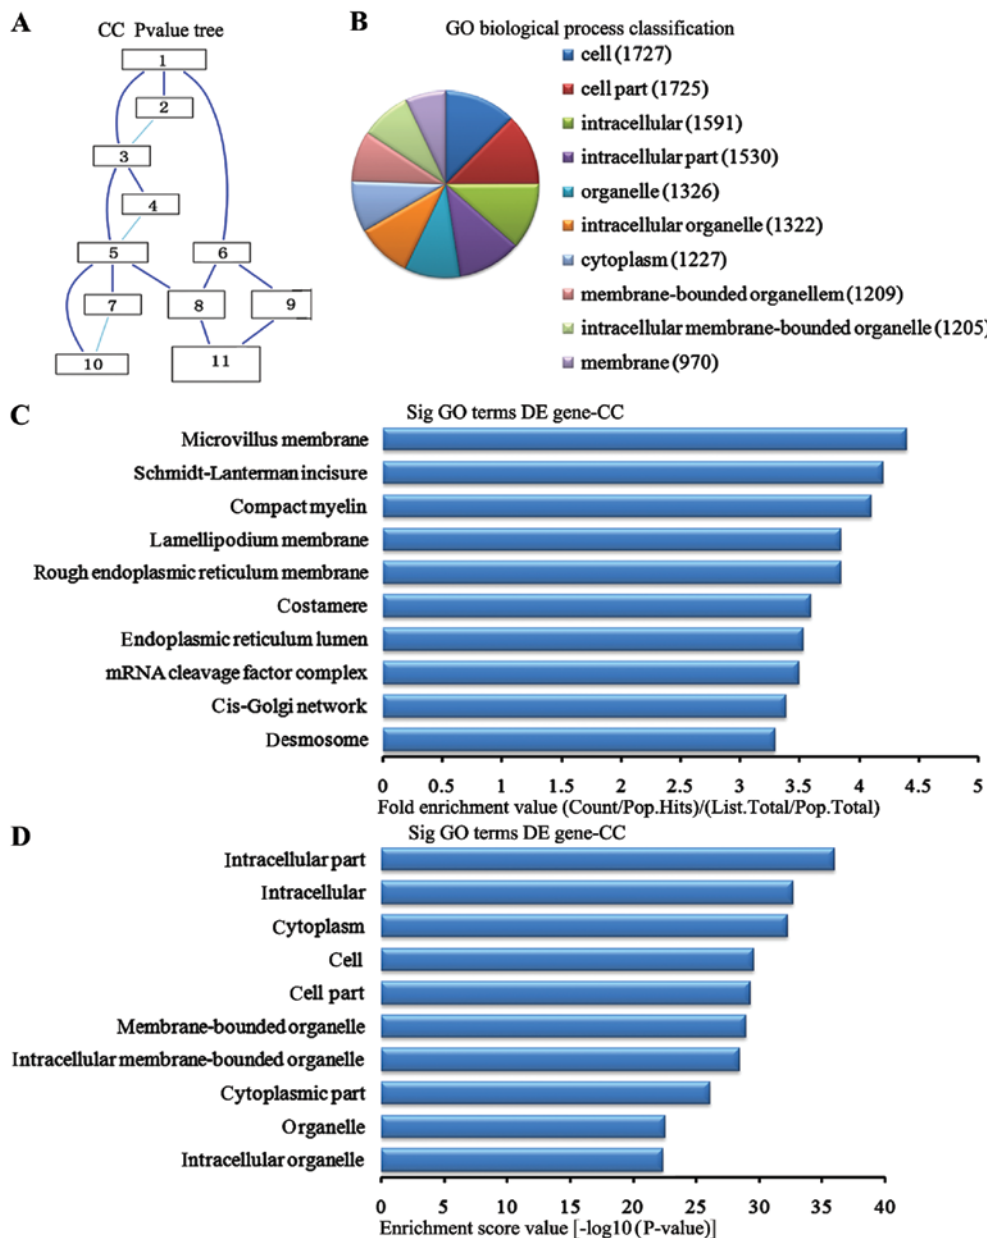 A
CC Pvalue tree
1
2
3
4
5
6
7
8
9
10
11
B
GO biological process classification
cell (1727)
cell part (1725)
intracellular (1591)
intracellular part (1530)
organelle (1326)
intracellular organelle (1322)
cytoplasm (1227)
membrane-bounded organellem (1209)
intracellular membrane-bounded organelle (1205)
membrane (970)
C
Sig GO terms DE gene-CC
Microvillus membrane
Schmidt-Lanterman incisure
Compact myelin
Lamellipodium membrane
Rough endoplasmic reticulum membrane
Costamere
Endoplasmic reticulum lumen
mRNA cleavage factor complex
Cis-Golgi network
Desmosome
0 0.5 1 1.5 2 2.5 3 3.5 4 4.5 5
Fold enrichment value (Count/Pop.Hits)/(List.Total/Pop.Total)
D
Sig GO terms DE gene-CC
Intracellular part
Intracellular
Cytoplasm
Cell
Cell part
Membrane-bounded organelle
Intracellular membrane-bounded organelle
Cytoplasmic part
Organelle
Intracellular organelle
0 5 10 15 20 25 30 35 40
Enrichment score value [-log10 (P-value)]